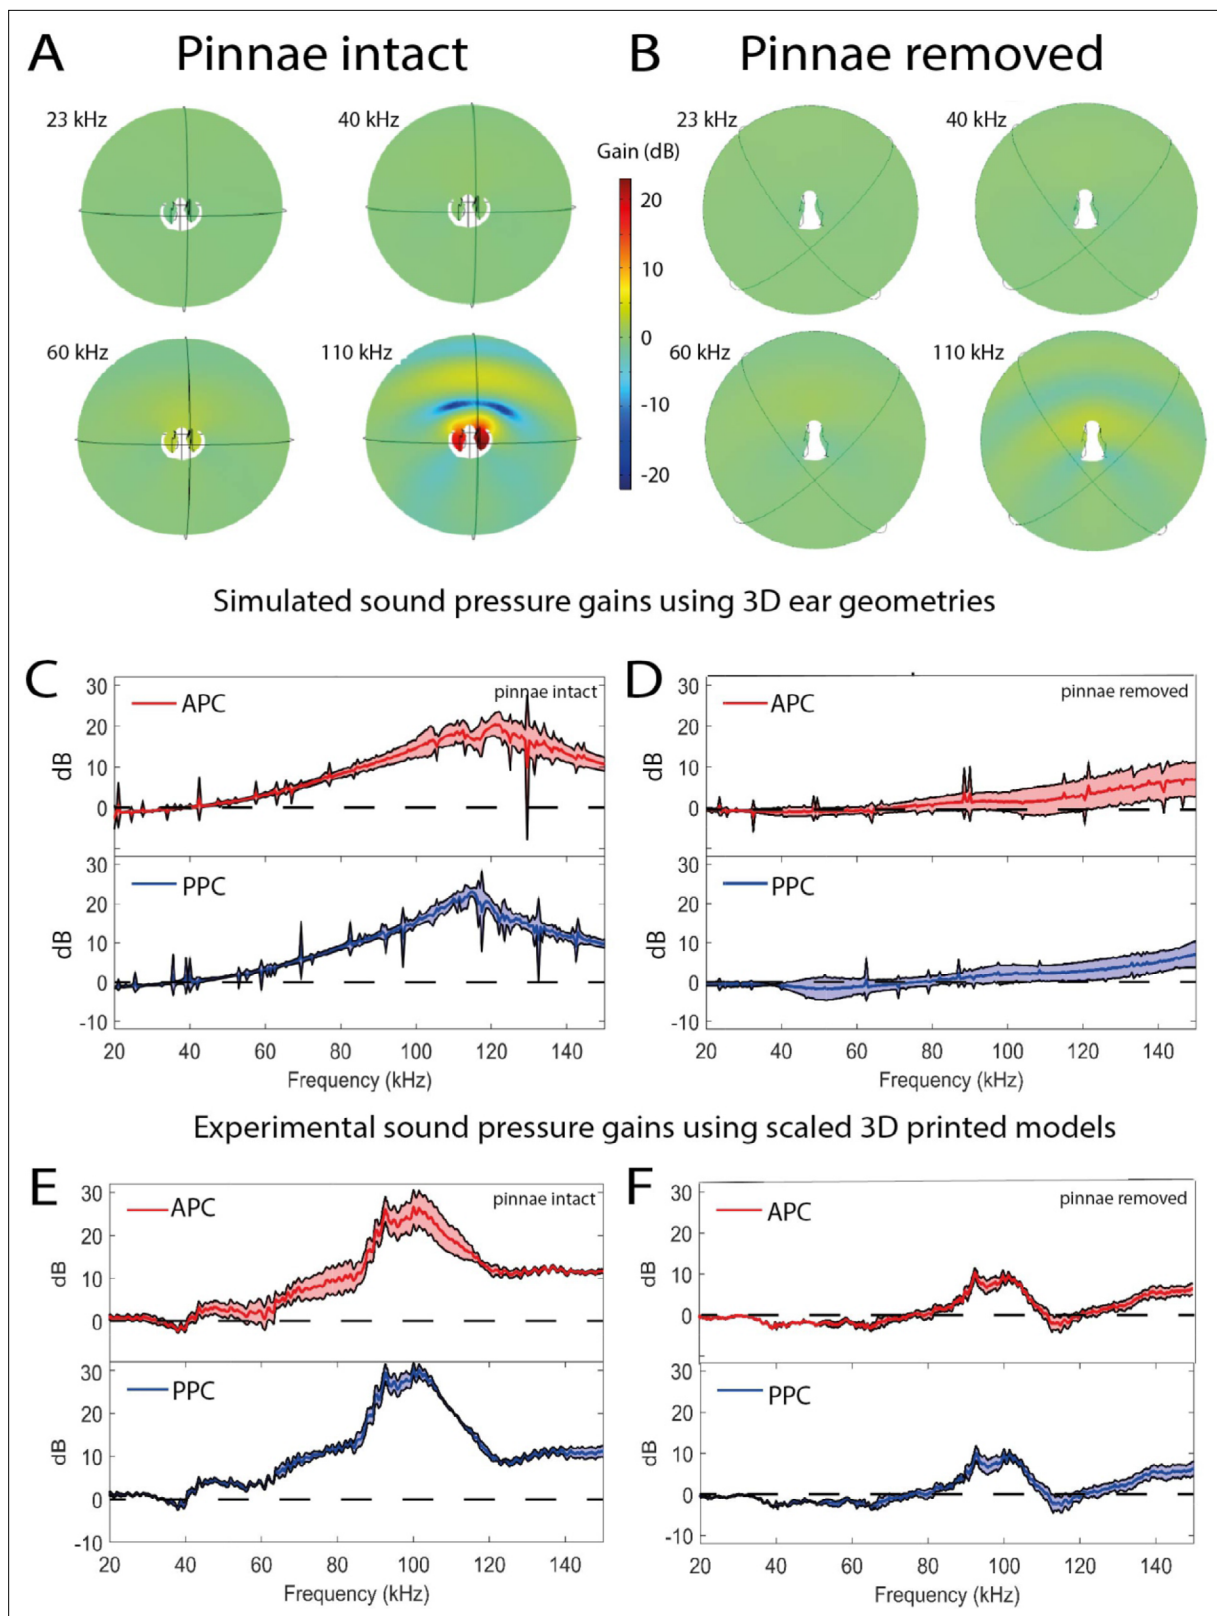 A Pinnae intact
B Pinnae removed
23 kHz
40 kHz
60 kHz
110 kHz
Gain (dB)
20
10
0
-10
-20
23 kHz
40 kHz
60 kHz
110 kHz
Simulated sound pressure gains using 3D ear geometries
C
30
20
10
0
dB
APC
pinnae intact
30
20
10
0
-10
dB
PPC
20 40 60 80 100 120 140
Frequency (kHz)
D
30
20
10
0
dB
APC
pinnae removed
30
20
10
0
-10
dB
PPC
20 40 60 80 100 120 140
Frequency (kHz)
Experimental sound pressure gains using scaled 3D printed models
E
30
20
10
0
dB
APC
pinnae intact
30
20
10
0
-10
dB
PPC
20 40 60 80 100 120 140
Frequency (kHz)
F
30
20
10
0
dB
APC
pinnae removed
30
20
10
0
-10
dB
PPC
20 40 60 80 100 120 140
Frequency (kHz)